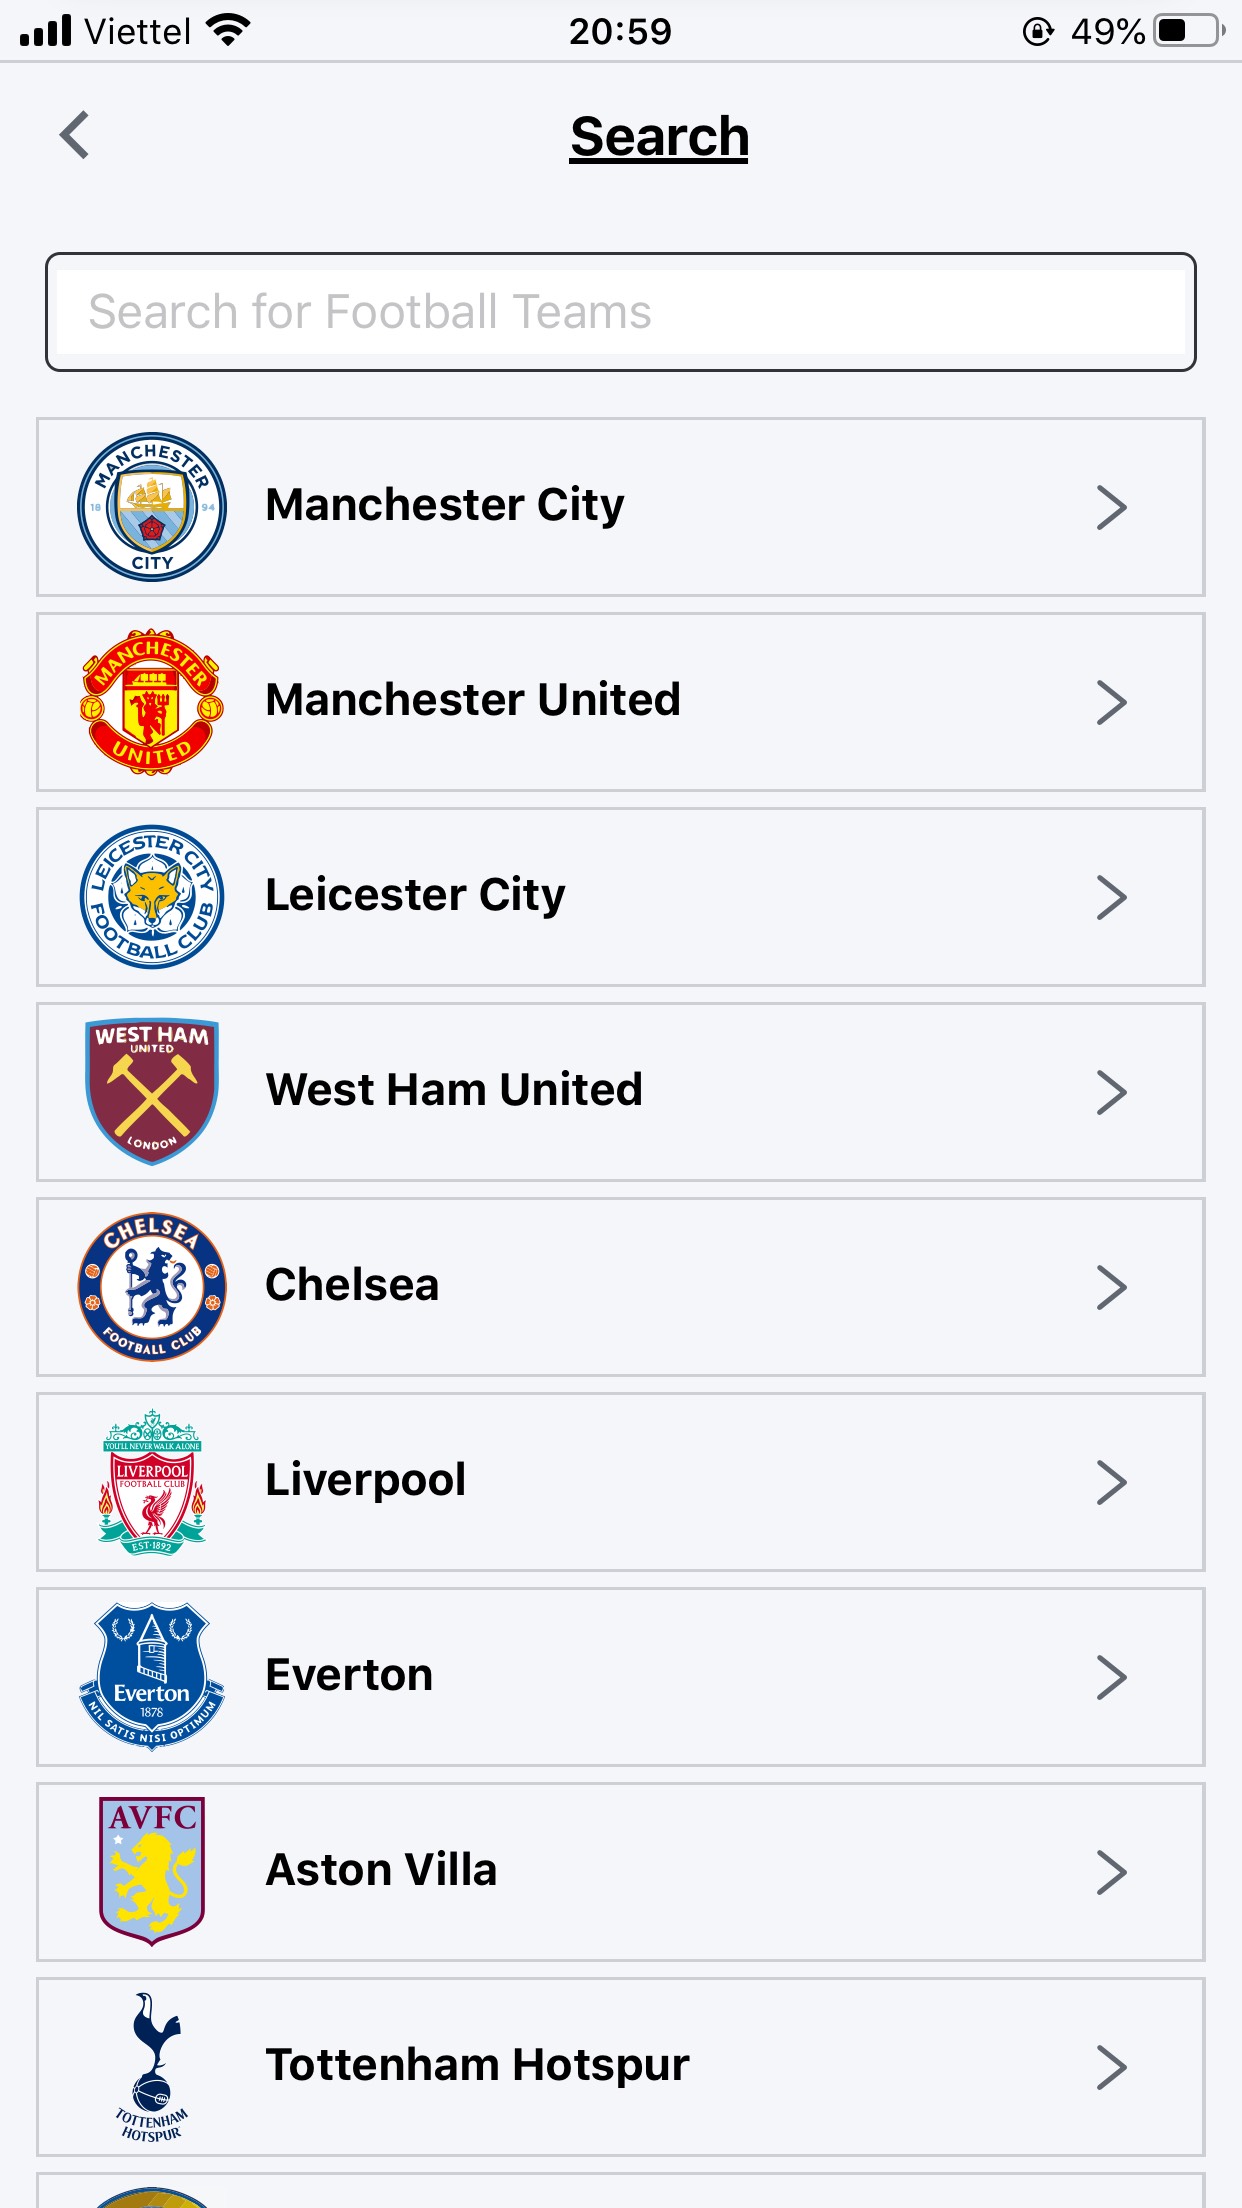 Viettel 20:59 49%
Search
Search for Football Teams
MANCHESTER
18 94
CITY
Manchester City
MANCHESTER
UNITED
Manchester United
LEICESTER CITY
FOOTBALL CLUB
Leicester City
WEST HAM
UNITED
LONDON
West Ham United
CHELSEA
FOOTBALL CLUB
Chelsea
YOU'LL NEVER WALK ALONE
LIVERPOOL
FOOTBALL CLUB
EST·1892
Liverpool
Everton
1878
NIL SATIS NISI OPTIMUM
Everton
AVFC
Aston Villa
TOTTENHAM
HOTSPUR
Tottenham Hotspur